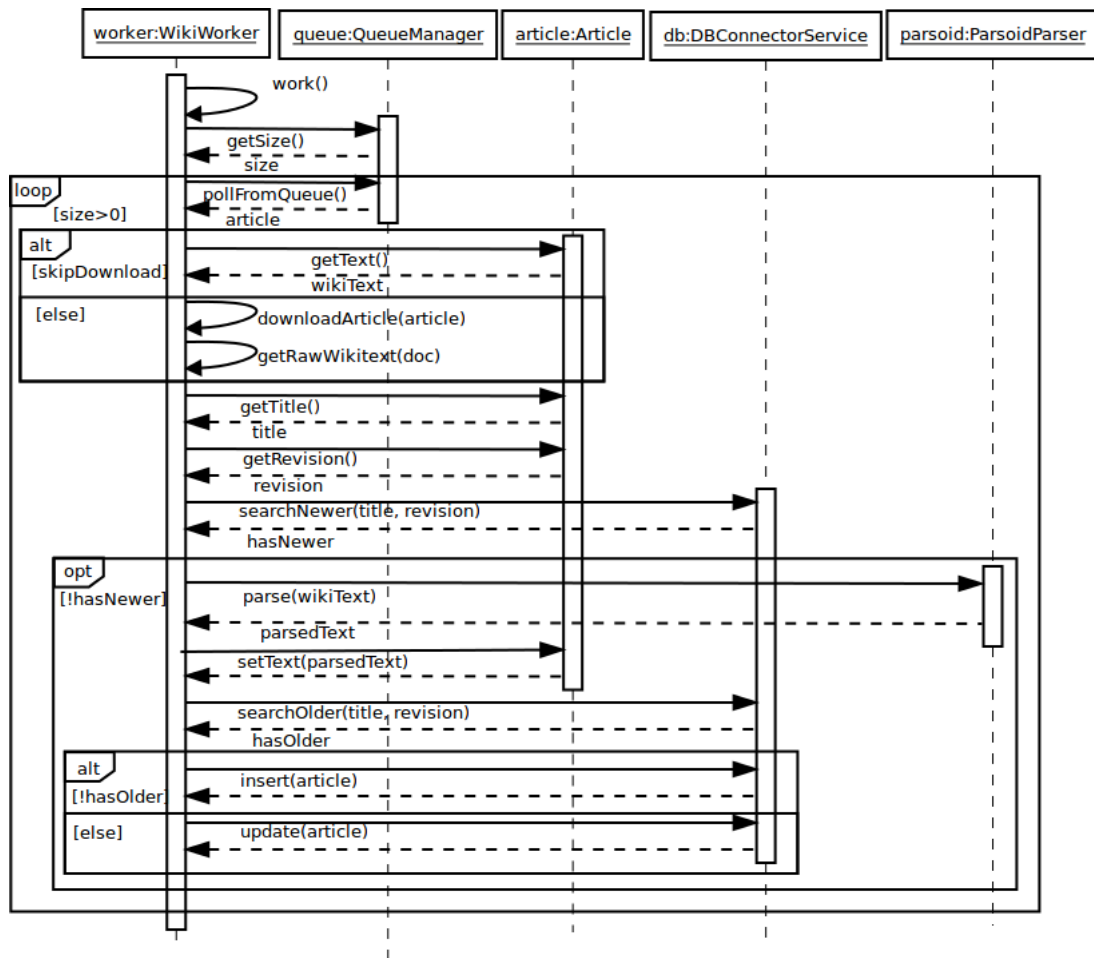 worker:WikiWorker
queue:QueueManager
article:Article
db:DBConnectorService
parsoid:ParsoidParser
work()
getSize()
size
loop
[size>0]
pollFromQueue()
article
alt
[skipDownload]
getText()
wikiText
[else]
downloadArticle(article)
getRawWikitext(doc)
getTitle()
title
getRevision()
revision
searchNewer(title, revision)
hasNewer
opt
[!hasNewer]
parse(wikiText)
parsedText
setText(parsedText)
searchOlder(title, revision)
hasOlder
alt
[!hasOlder]
insert(article)
[else]
update(article)